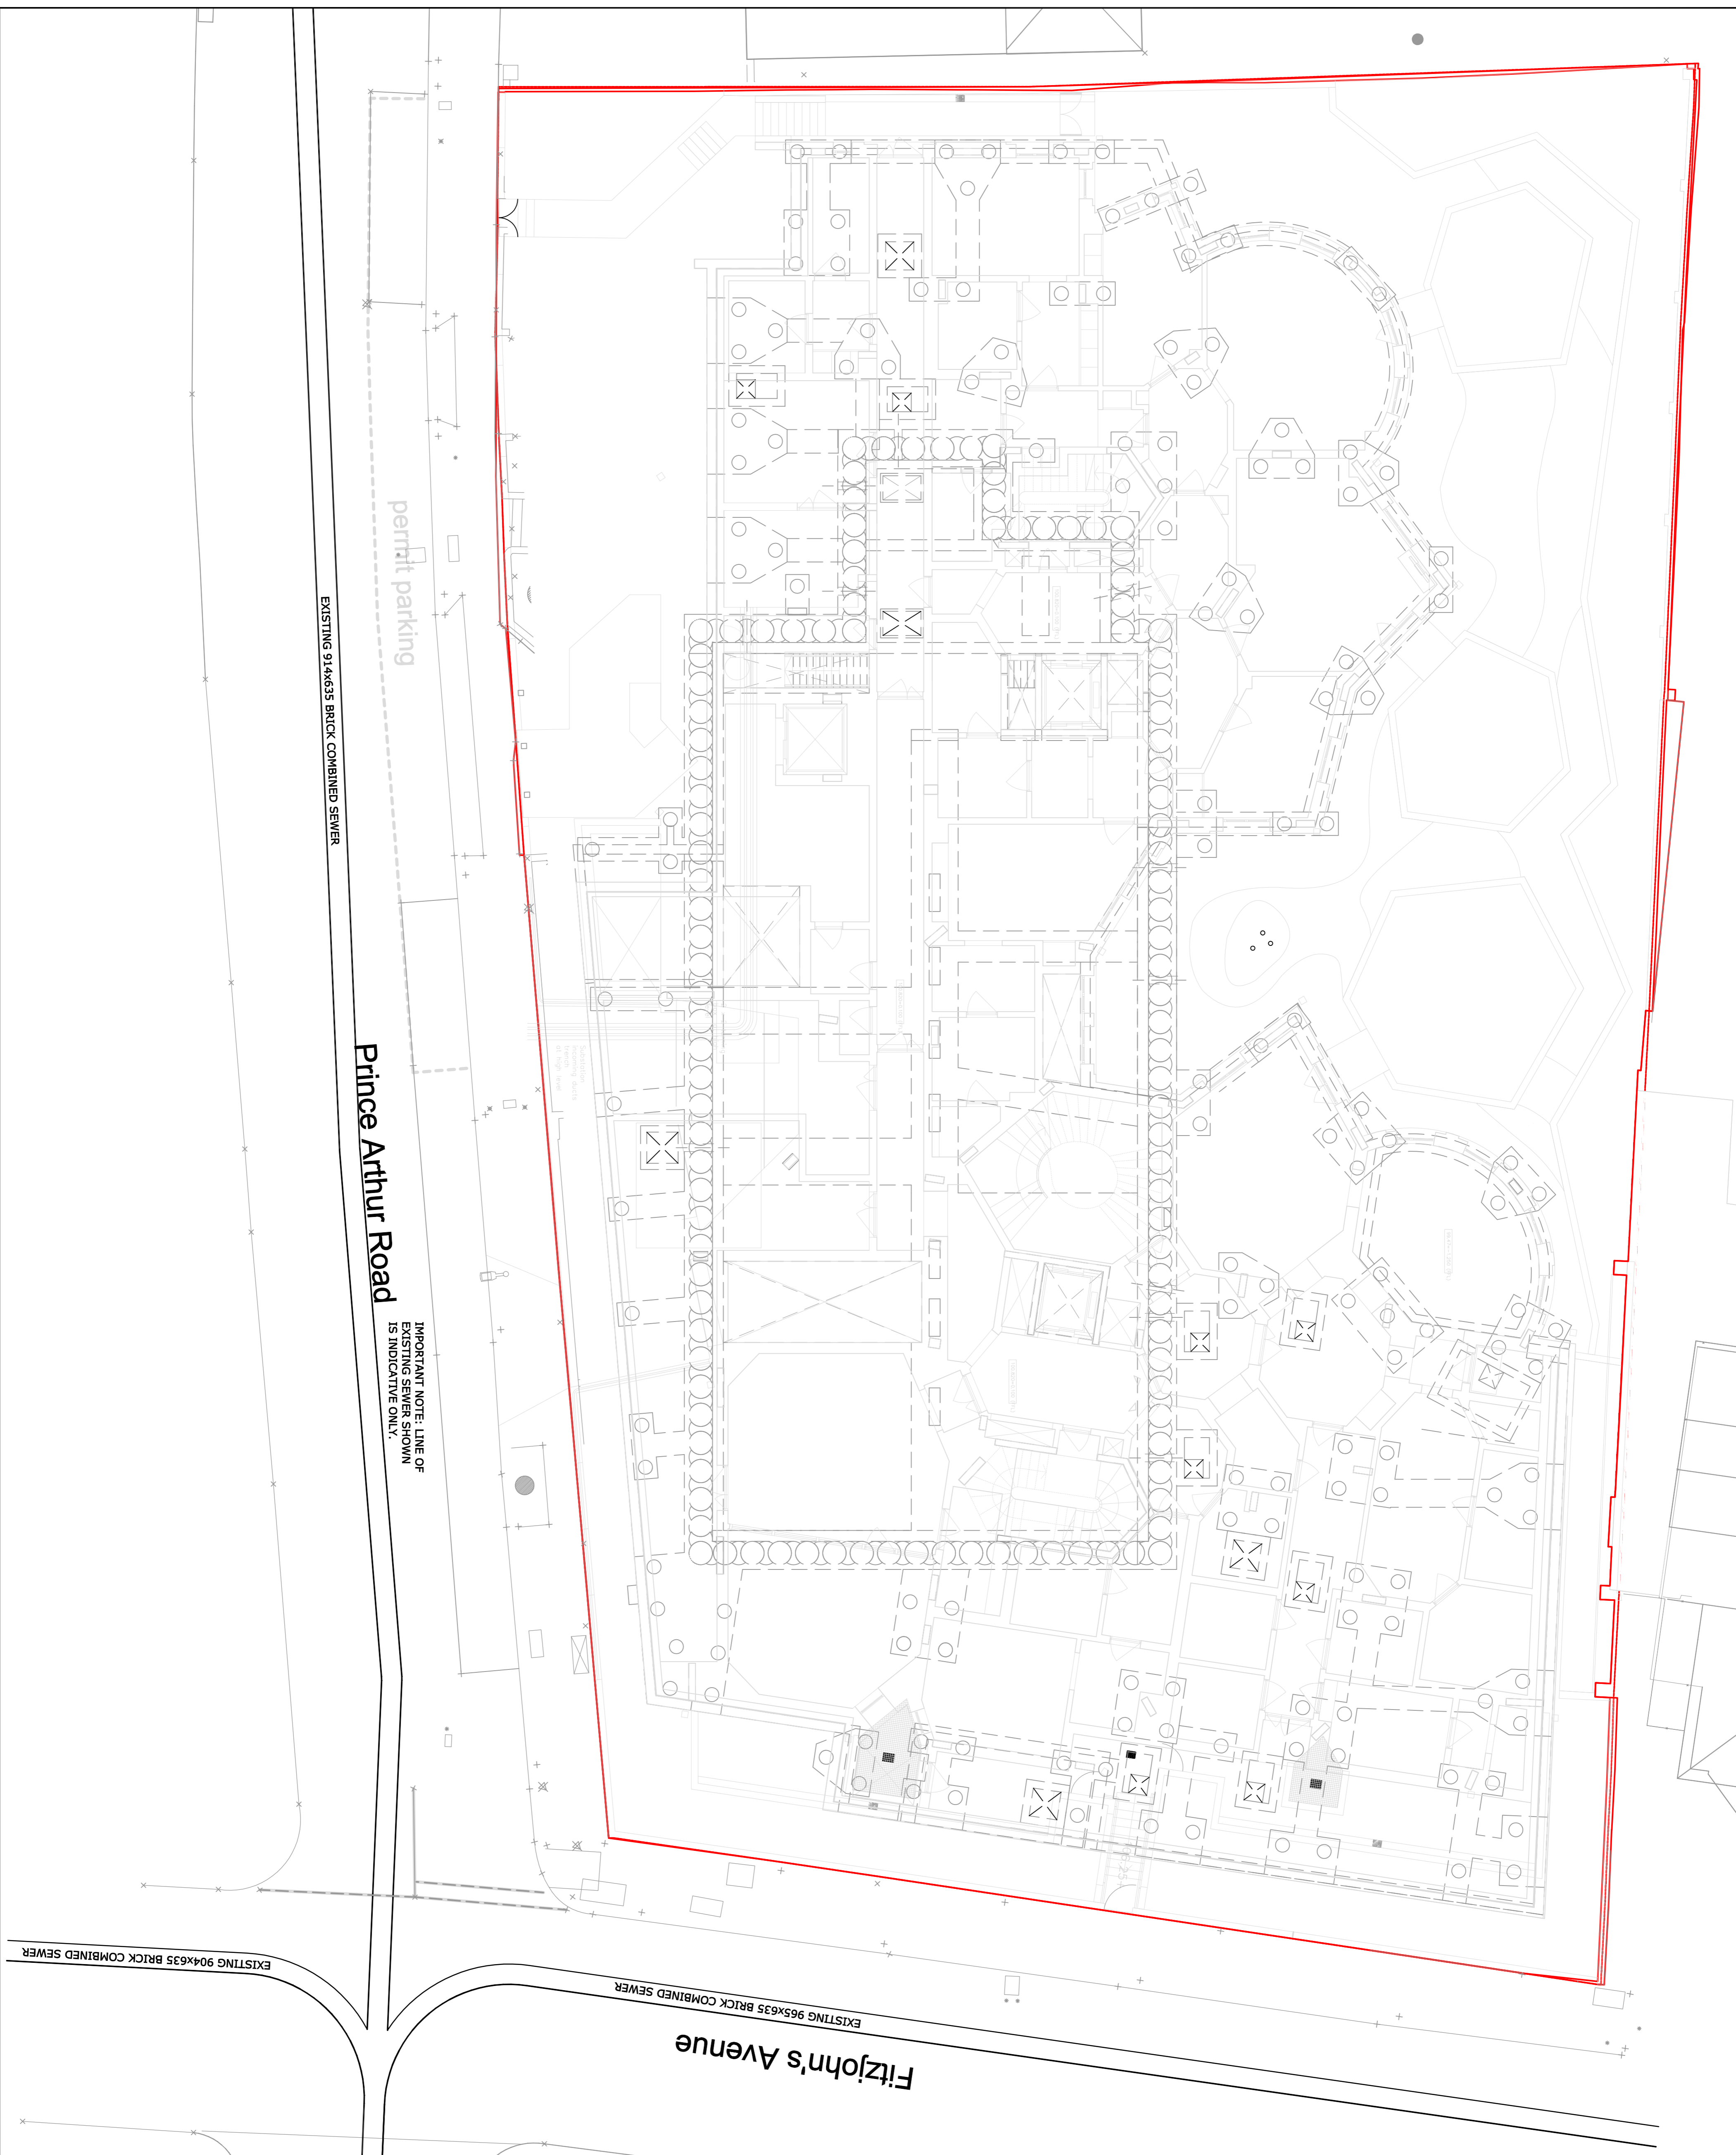 permit parking
EXISTING 914x635 BRICK COMBINED SEWER
Prince Arthur Road
IMPORTANT NOTE: LINE OF
EXISTING SEWER SHOWN
IS INDICATIVE ONLY.
EXISTING 904x635 BRICK COMBINED SEWER
EXISTING 965x635 BRICK COMBINED SEWER
Fitzjohn's Avenue